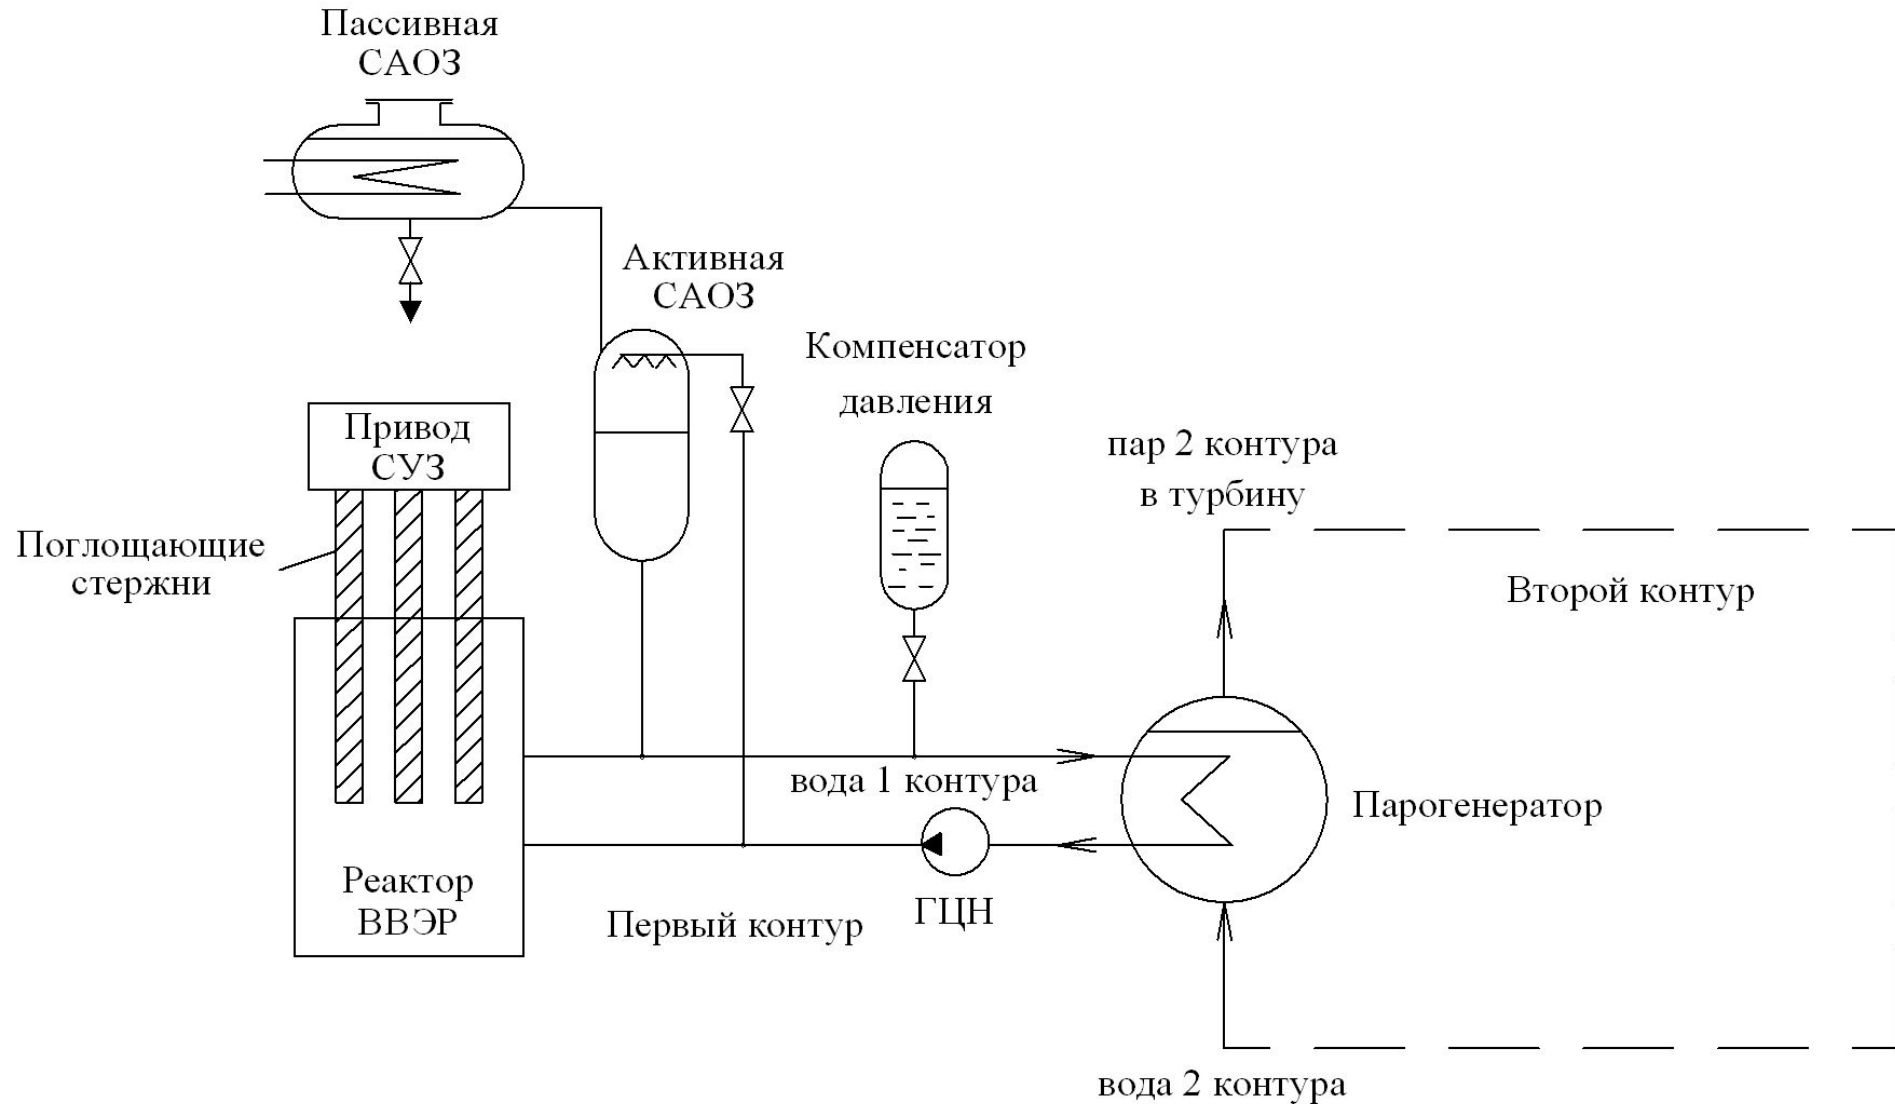 Пассивная
САОЗ
Активная
САОЗ
Компенсатор
давления
Привод
СУЗ
пар 2 контура
в турбину
Поглощающие
стержни
Второй контур
вода 1 контура
Парогенератор
Реактор
ВВЭР
Первый контур
ГЦН
вода 2 контура